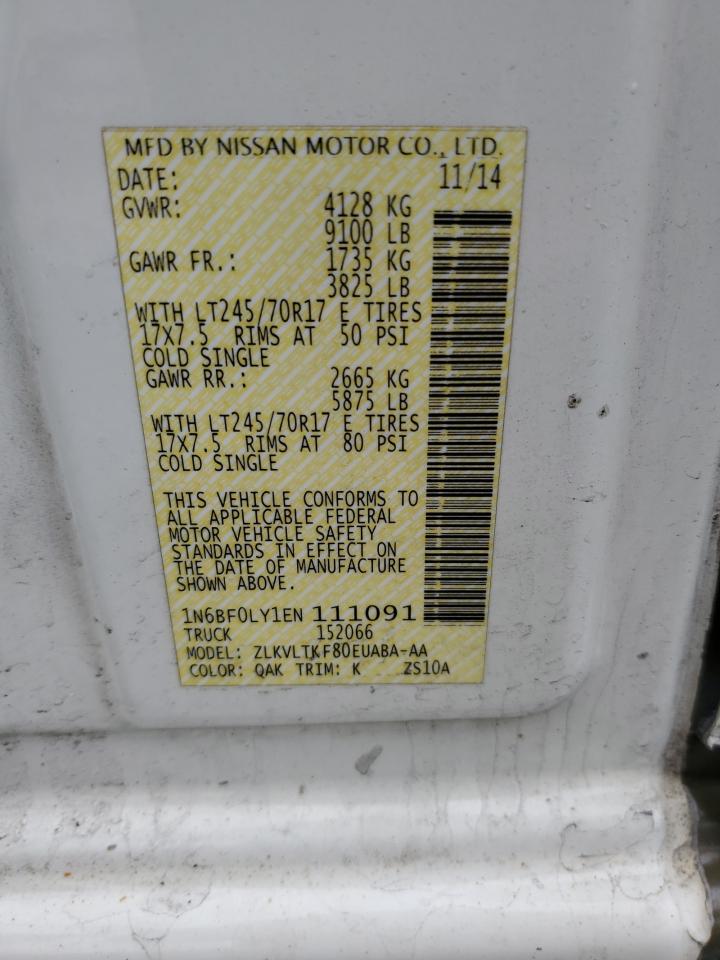 MFD BY NISSAN MOTOR CO., LTD.
DATE: 11/14
GVWR: 4128 KG
9100 LB
GAWR FR.: 1735 KG
3825 LB
WITH LT245/70R17 E TIRES
17X7.5 RIMS AT 50 PSI
COLD SINGLE
GAWR RR.: 2665 KG
5875 LB
WITH LT245/70R17 E TIRES
17X7.5 RIMS AT 80 PSI
COLD SINGLE
THIS VEHICLE CONFORMS TO
ALL APPLICABLE FEDERAL
MOTOR VEHICLE SAFETY
STANDARDS IN EFFECT ON
THE DATE OF MANUFACTURE
SHOWN ABOVE.
1N6BF0LY1EN 111091
TRUCK 152066
MODEL: ZLKVLTKF80EUABA-AA
COLOR: QAK TRIM: K ZS10A